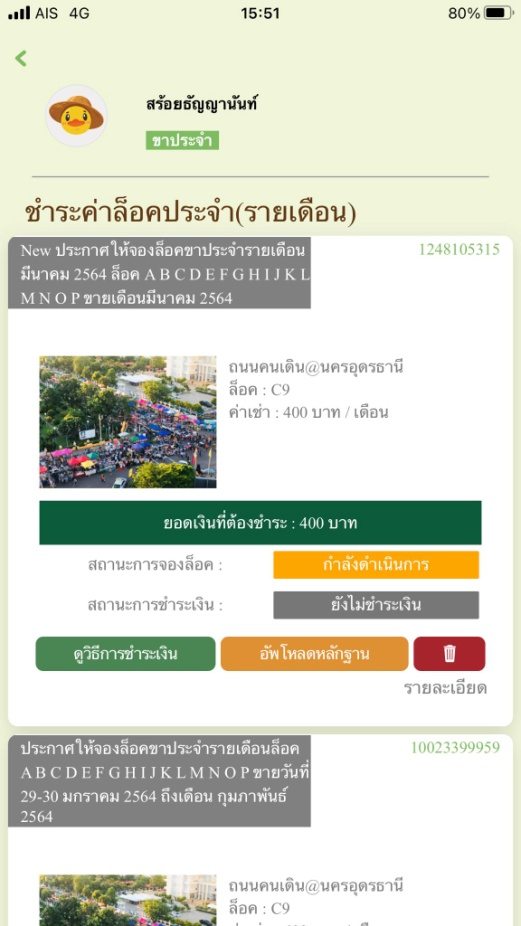 AIS 4G 15:51 80%
สร้อยธัญญานันท์
ขาประจำ
ชำระค่าล็อคประจำ(รายเดือน)
New ประกาศให้จองล็อคขาประจำรายเดือน
มีนาคม 2564 ล็อค A B C D E F G H I J K L
M N O P ขายเดือนมีนาคม 2564
1248105315
ถนนคนเดิน@นครอุดรธานี
ล็อค : C9
ค่าเช่า : 400 บาท / เดือน
ยอดเงินที่ต้องชำระ : 400 บาท
สถานะการจองล็อค : กำลังดำเนินการ
สถานะการชำระเงิน : ยังไม่ชำระเงิน
ดูวิธีการชำระเงิน อัพโหลดหลักฐาน
รายละเอียด
ประกาศให้จองล็อคขาประจำรายเดือนล็อค
A B C D E F G H I J K L M N O P ขายวันที่
29-30 มกราคม 2564 ถึงเดือน กุมภาพันธ์
2564
10023399959
ถนนคนเดิน@นครอุดรธานี
ล็อค : C9